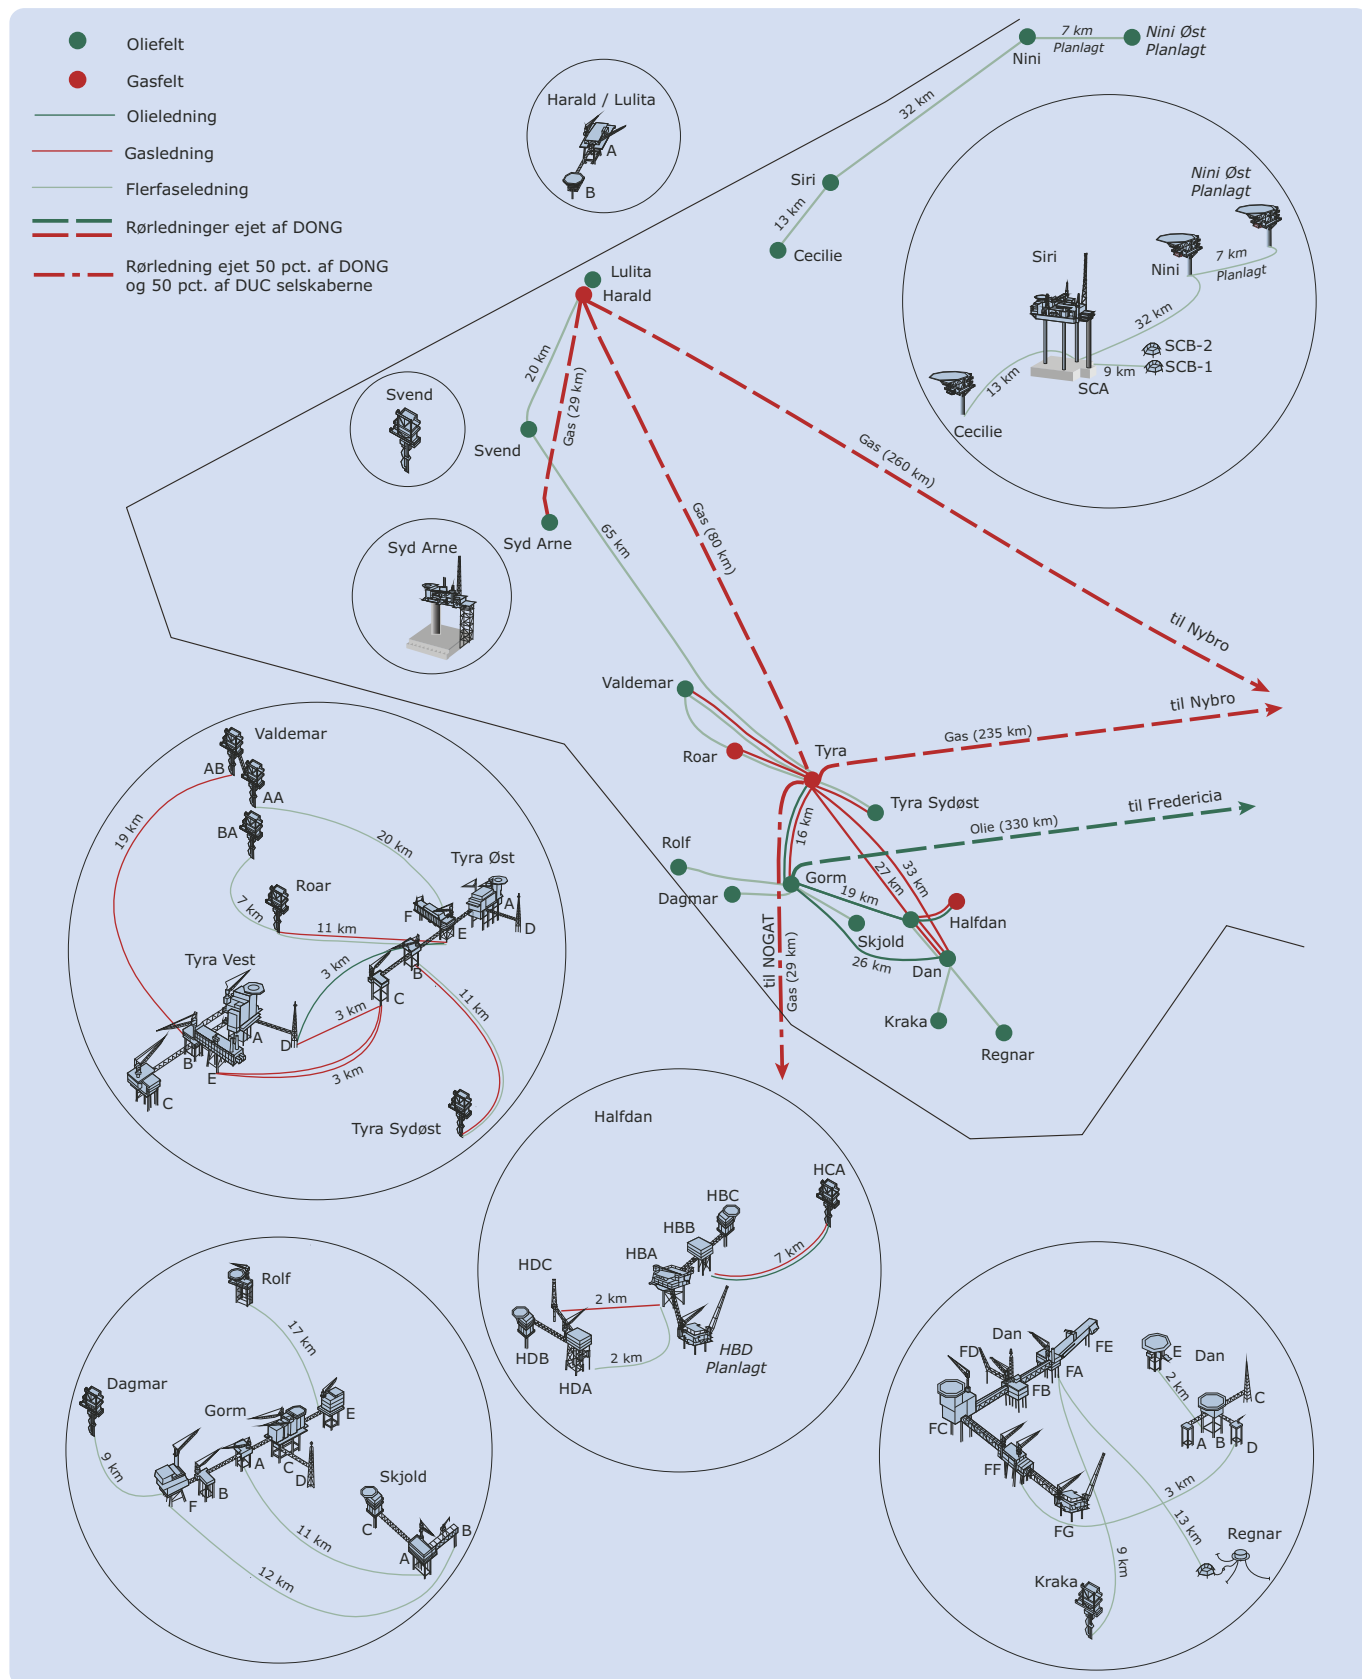 Oliefelt
Gasfelt
Olieledning
Gasledning
Flerfaseledning
Rørledninger ejet af DONG
Rørledning ejet 50 pct. af DONG
og 50 pct. af DUC selskaberne
Harald / Lulita
A
B
Nini
7 km
Planlagt
Nini Øst
Planlagt
32 km
Siri
13 km
Cecilie
Nini Øst
Planlagt
Siri
Nini
7 km
Planlagt
32 km
SCB-2
SCB-1
9 km
SCA
13 km
Cecilie
Lulita
Harald
20 km
Gas (29 km)
Svend
Svend
Syd Arne
Syd Arne
65 km
Gas (80 km)
Gas (260 km)
til Nybro
Gas (235 km)
til Nybro
Valdemar
Roar
Tyra
Tyra Sydøst
Olie (330 km)
til Fredericia
16 km
Rolf
Gorm
Dagmar
19 km
27 km
33 km
Halfdan
Skjold
26 km
Dan
Kraka
Regnar
til NOGAT
Gas (29 km)
Valdemar
AB
AA
BA
19 km
20 km
Tyra Øst
Roar
7 km
11 km
F
E
A
D
Tyra Vest
3 km
B
C
11 km
3 km
A
D
B
E
3 km
C
Tyra Sydøst
Halfdan
HCA
HBC
HBB
HBA
7 km
HDC
2 km
HDB
2 km
HDA
HBD
Planlagt
Rolf
17 km
Dagmar
Gorm
E
9 km
A
C
D
B
F
Skjold
C
11 km
A
B
12 km
Dan
FE
FD
FA
FB
FC
E
Dan
2 km
C
A
B
D
FF
3 km
FG
13 km
9 km
Regnar
Kraka